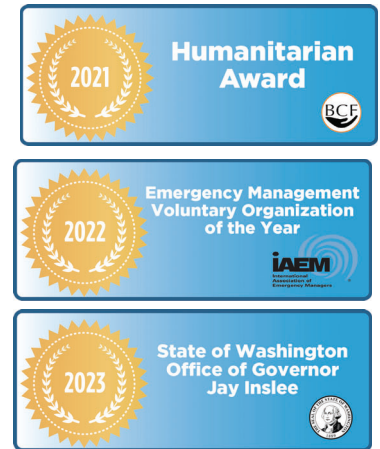 2021
Humanitarian
Award
BCF
2022
Emergency Management
Voluntary Organization
of the Year
iAEM
International
Association of
Emergency Managers
2023
State of Washington
Office of Governor
Jay Inslee